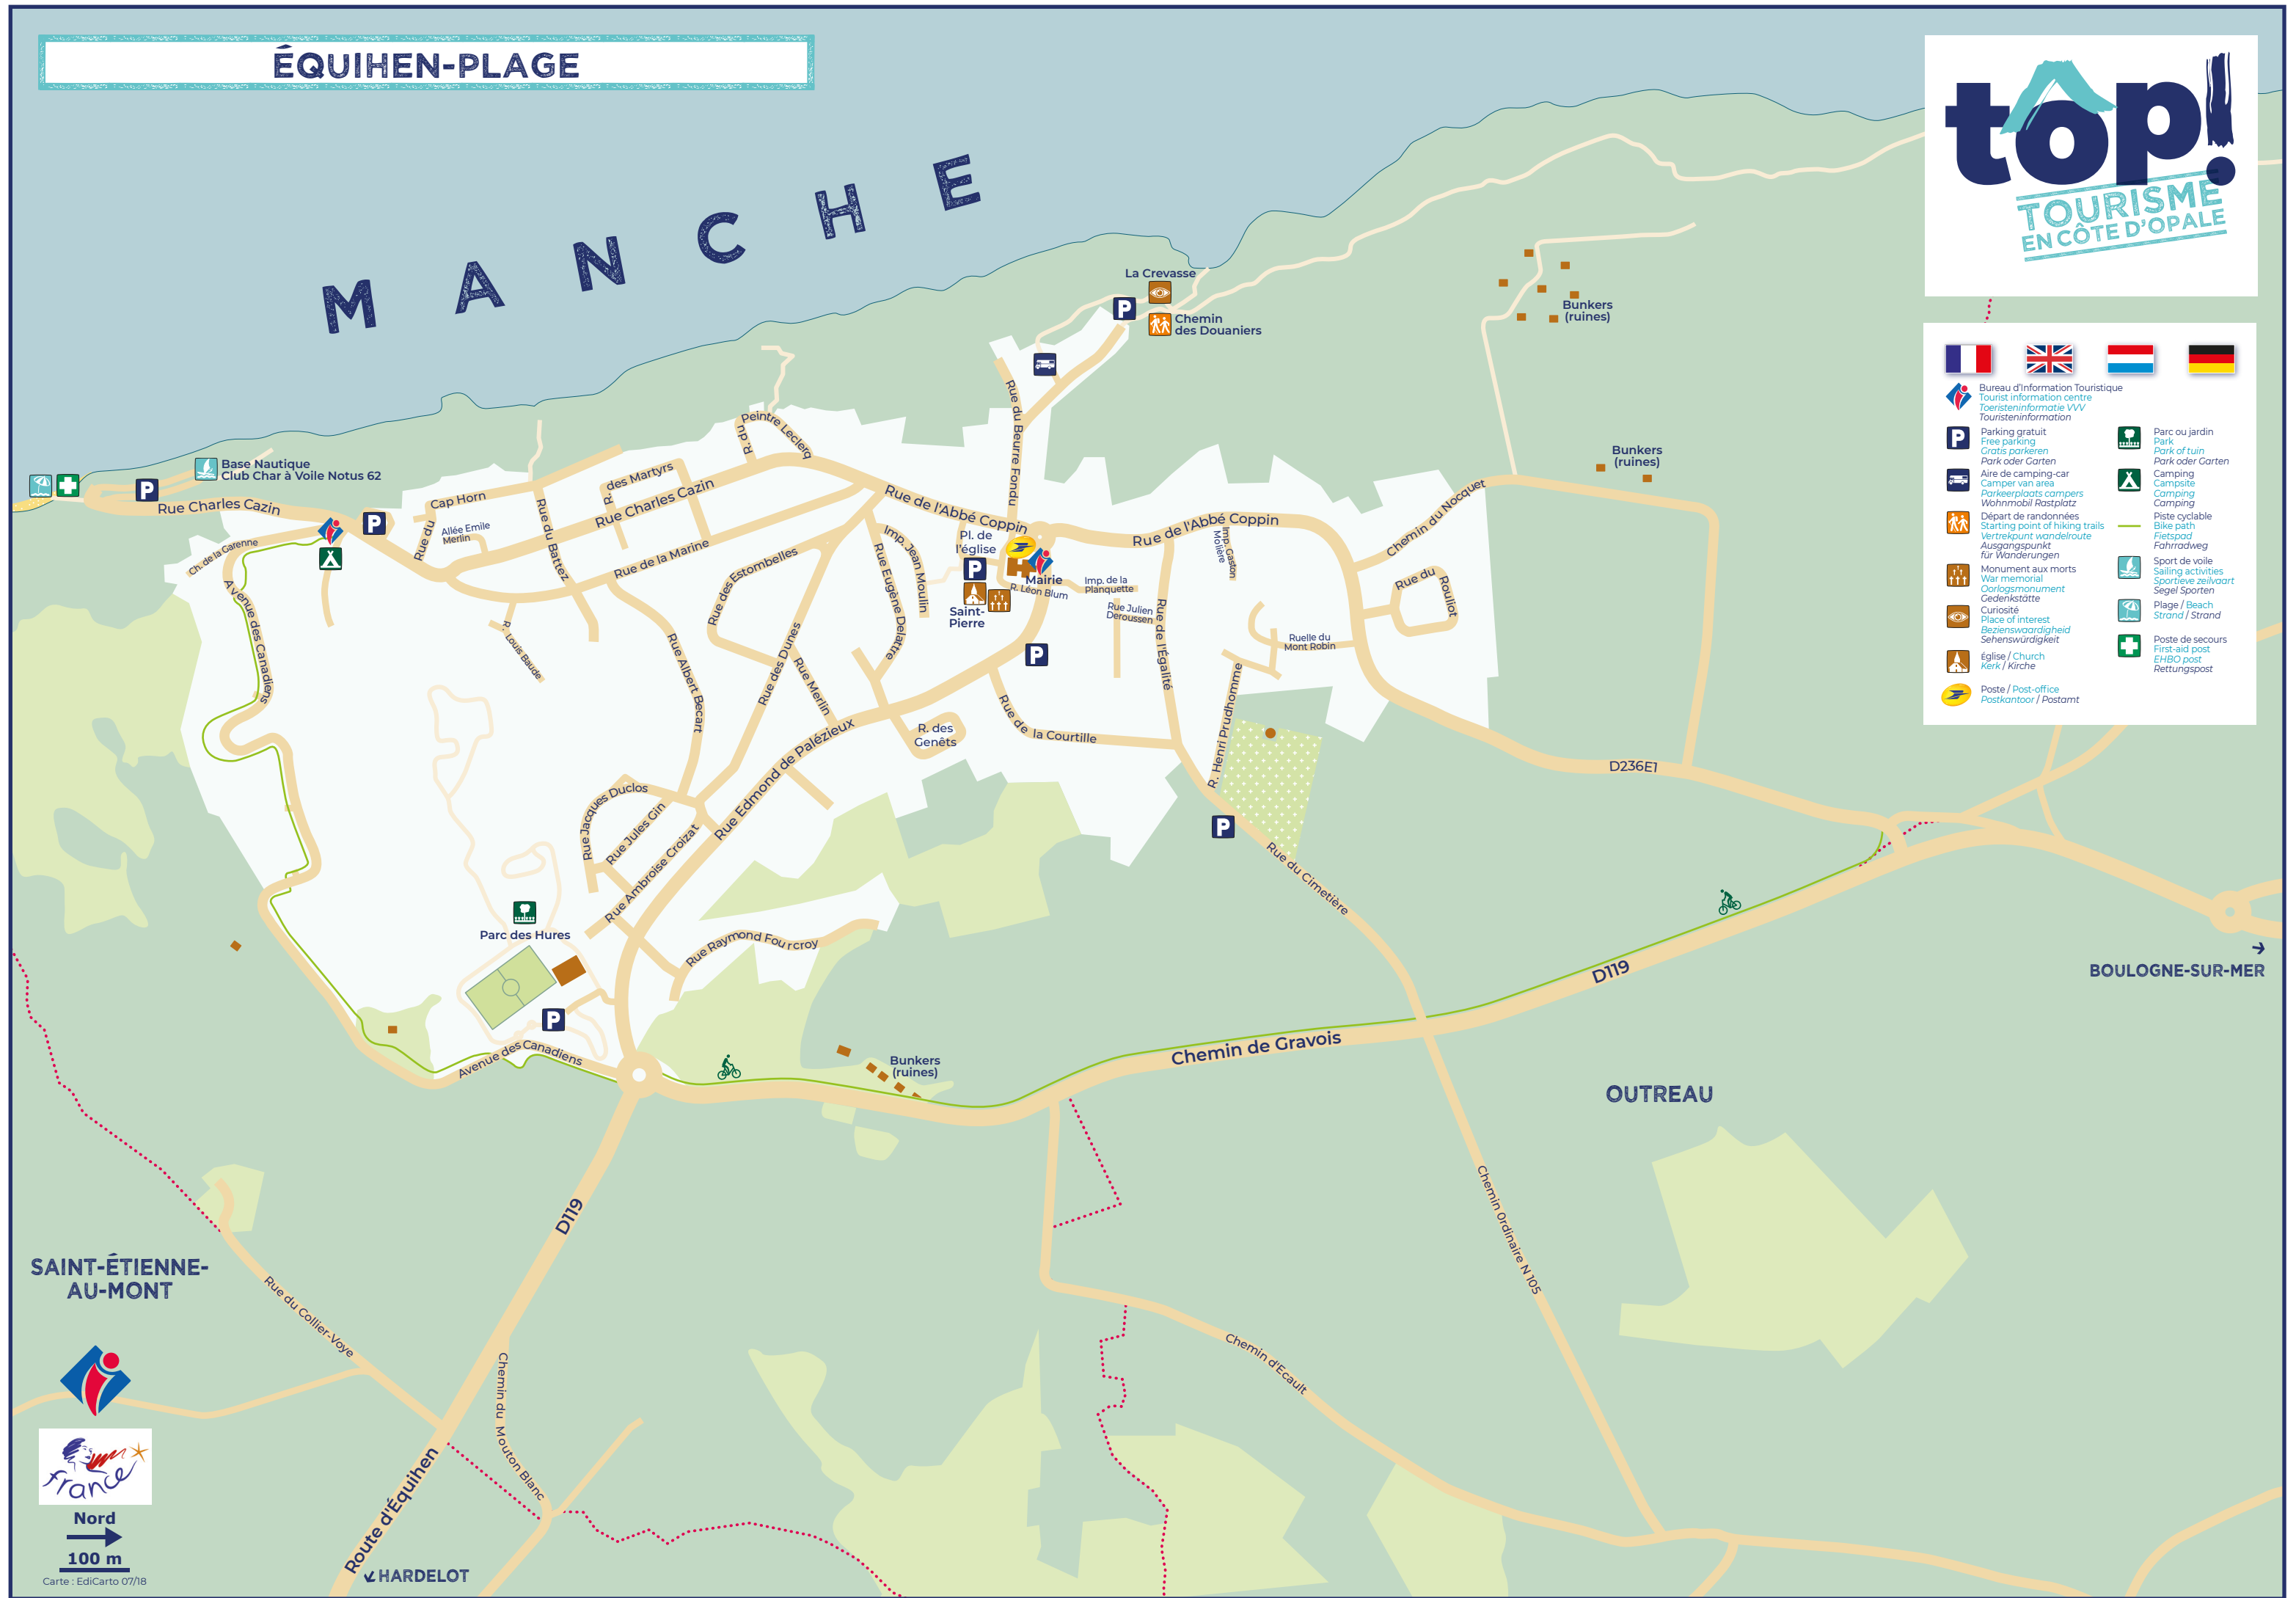 ÉQUIHEN-PLAGE
MANCHE
tôp!
TOURISME
EN CÔTE D'OPALE
La Crevasse
Chemin
des Douaniers
Bunkers
(ruines)
Bunkers
(ruines)
Base Nautique
Club Char à Voile Notus 62
P
P
P
P
P
P
P
Rue Charles Cazin
Ch. de la Garenne
Avenue des Canadiens
Cap Horn
Rue du
Allée Emile
Merlin
Rue du Battez
R. des Martyrs
Rue Charles Cazin
R. du
Peintre Leclerq
Rue de la Marine
R. Louis Baude
Rue des Estombelles
Rue Albert Becart
Rue des Dunes
Rue Merlin
Rue Eugène Delattre
Imp. Jean Moulin
Rue de l'Abbé Coppin
Rue du Beurre Fondu
Pl. de
l'église
Mairie
R. Léon Blum
Saint-
Pierre
Imp. de la
Planquette
Rue Julien
Deroussen
Rue de l'Abbé Coppin
Imp. Gaston
Molière
Rue de l'Égalité
Ruelle du
Mont Robin
R. Henri Prudhomme
Chemin du Nocquet
Rue du
Rouliot
R. des
Genêts
Rue de la Courtille
Rue Edmond de Palézieux
Rue Jacques Duclos
Rue Jules Gin
Rue Ambroise Croizat
Rue Raymond Fourcroy
Parc des Hures
P
Avenue des Canadiens
Bunkers
(ruines)
Rue du Cimetière
D236E1
D119
Chemin de Gravois
BOULOGNE-SUR-MER
OUTREAU
Chemin Ordinaire N 105
Chemin d'Ecault
D119
SAINT-ÉTIENNE-
AU-MONT
Rue du Collier-Voye
Chemin du Mouton Blanc
Route d'Équihen
HARDELOT
france
Nord
100 m
Carte : EdiCarto 07/18
Bureau d'Information Touristique
Tourist information centre
Toeristeninformatie VVV
Touristeninformation
P
Parking gratuit
Free parking
Gratis parkeren
Park oder Garten
Aire de camping-car
Camper van area
Parkeerplaats campers
Wohnmobil Rastplatz
Départ de randonnées
Starting point of hiking trails
Vertrekpunt wandelroute
Ausgangspunkt
für Wanderungen
Monument aux morts
War memorial
Oorlogsmonument
Gedenkstätte
Curiosité
Place of interest
Bezienswaardigheid
Sehenswürdigkeit
Église / Church
Kerk / Kirche
Poste / Post-office
Postkantoor / Postamt
Parc ou jardin
Park
Park of tuin
Park oder Garten
Camping
Campsite
Camping
Camping
Piste cyclable
Bike path
Fietspad
Fahrradweg
Sport de voile
Sailing activities
Sportieve zeilvaart
Segel Sporten
Plage / Beach
Strand / Strand
Poste de secours
First-aid post
EHBO post
Rettungspost